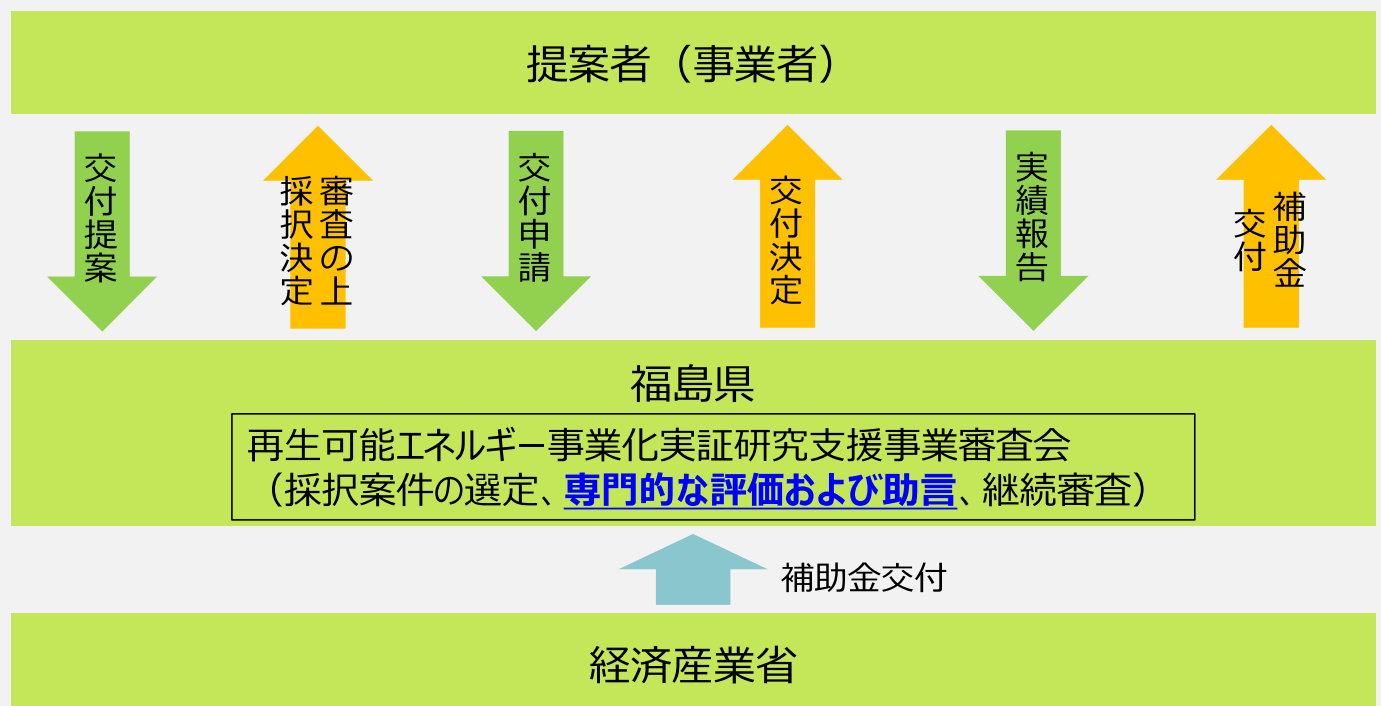 提案者（事業者）
交付提案
審査の上
採択決定
交付申請
交付決定
実績報告
補助金
交付
福島県
再生可能エネルギー事業化実証研究支援事業審査会
（採択案件の選定、専門的な評価および助言、継続審査）
補助金交付
経済産業省